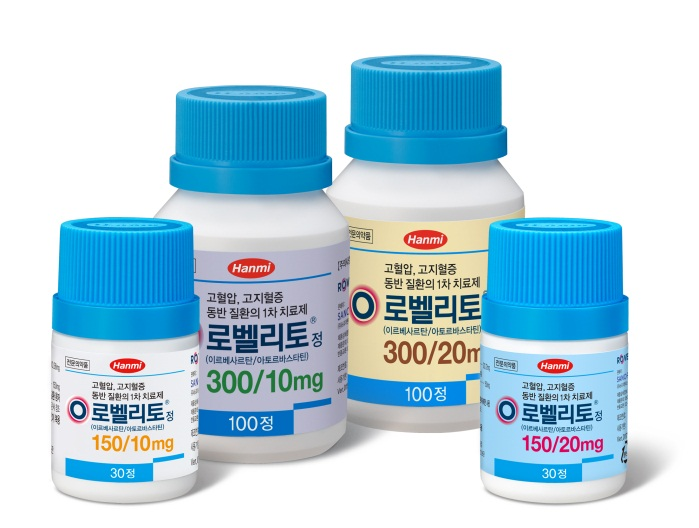 Hanmi
고혈압, 고지혈증
동반 질환의 1차 치료제
로벨리토® 정
(이르베사르탄/아토르바스타틴)
300/10mg
100정
전문의약품
Hanmi
고혈압, 고지혈증
동반 질환의 1차 치료제
로벨리토® 정
(이르베사르탄/아토르바스타틴)
300/20m
100정
전문의약품
Hanmi
고혈압, 고지혈증
동반 질환의 1차 치료제
로벨리토® 정
(이르베사르탄/아토르바스타틴)
150/10mg
30정
전문의약품
Hanmi
고혈압, 고지혈증
동반 질환의 1차 치료제
로벨리토® 정
(이르베사르탄/아토르바스타틴)
150/20mg
30정